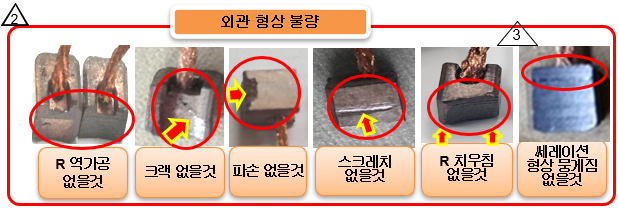 2
외관 형상 불량
3
R 역가공
없을것
크랙 없을것
파손 없을것
스크레치
없을것
R 치우침
없을것
쎄레이션
형상 뭉게짐
없을것